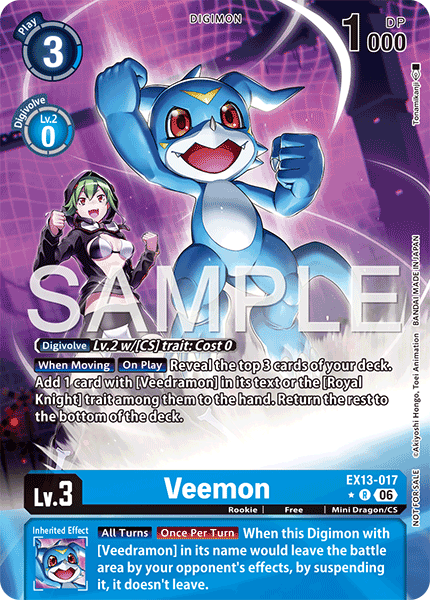 Play
3
DIGIMON
DP
1000
Digivolve
Lv.2
0
Tonamikanji
SAMPLE
©Akiyoshi Hongo, Toei Animation BANDAI MADE IN JAPAN
NOT FOR SALE
Digivolve Lv.2 w/[CS] trait: Cost 0
When Moving On Play Reveal the top 3 cards of your deck.
Add 1 card with [Veedramon] in its text or the [Royal
Knight] trait among them to the hand. Return the rest to
the bottom of the deck.
Lv.3
Veemon
EX13-017
R 06
Rookie | Free | Mini Dragon/CS
Inherited Effect
All Turns Once Per Turn When this Digimon with
[Veedramon] in its name would leave the battle
area by your opponent's effects, by suspending
it, it doesn't leave.